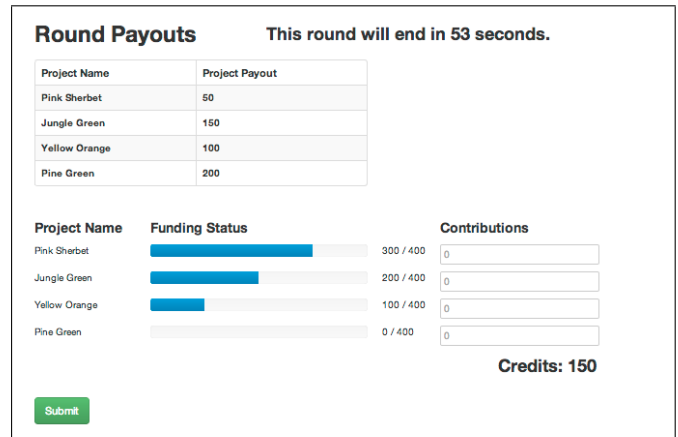 Round Payouts This round will end in 53 seconds.
Project Name Project Payout
Pink Sherbet 50
Jungle Green 150
Yellow Orange 100
Pine Green 200
Project Name Funding Status Contributions
Pink Sherbet 300 / 400 0
Jungle Green 200 / 400 0
Yellow Orange 100 / 400 0
Pine Green 0 / 400 0
Credits: 150
Submit